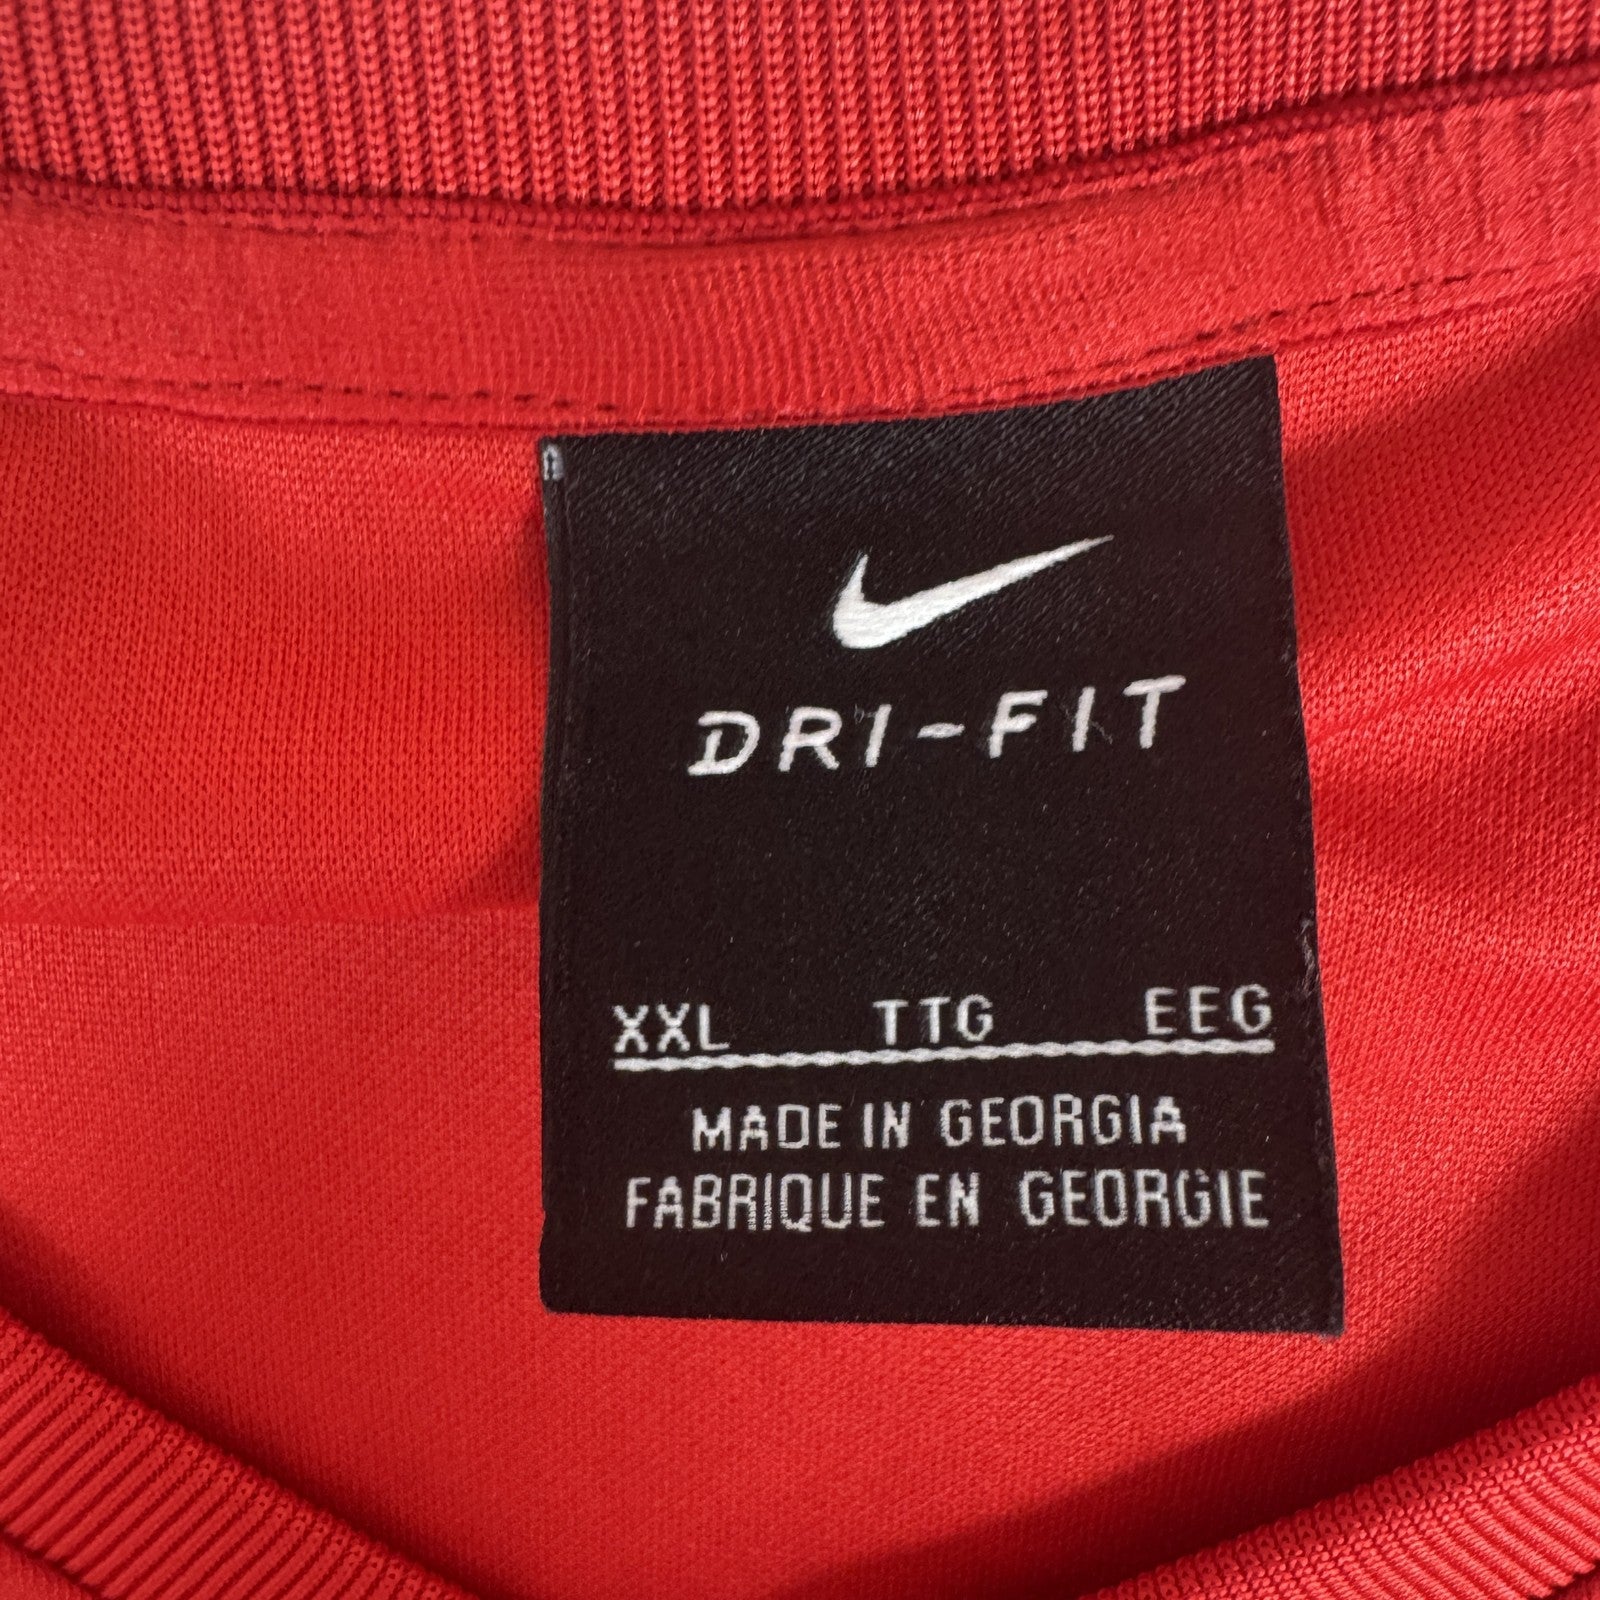 DRI-FIT
XXL TTG EEG
MADE IN GEORGIA
FABRIQUE EN GEORGIE